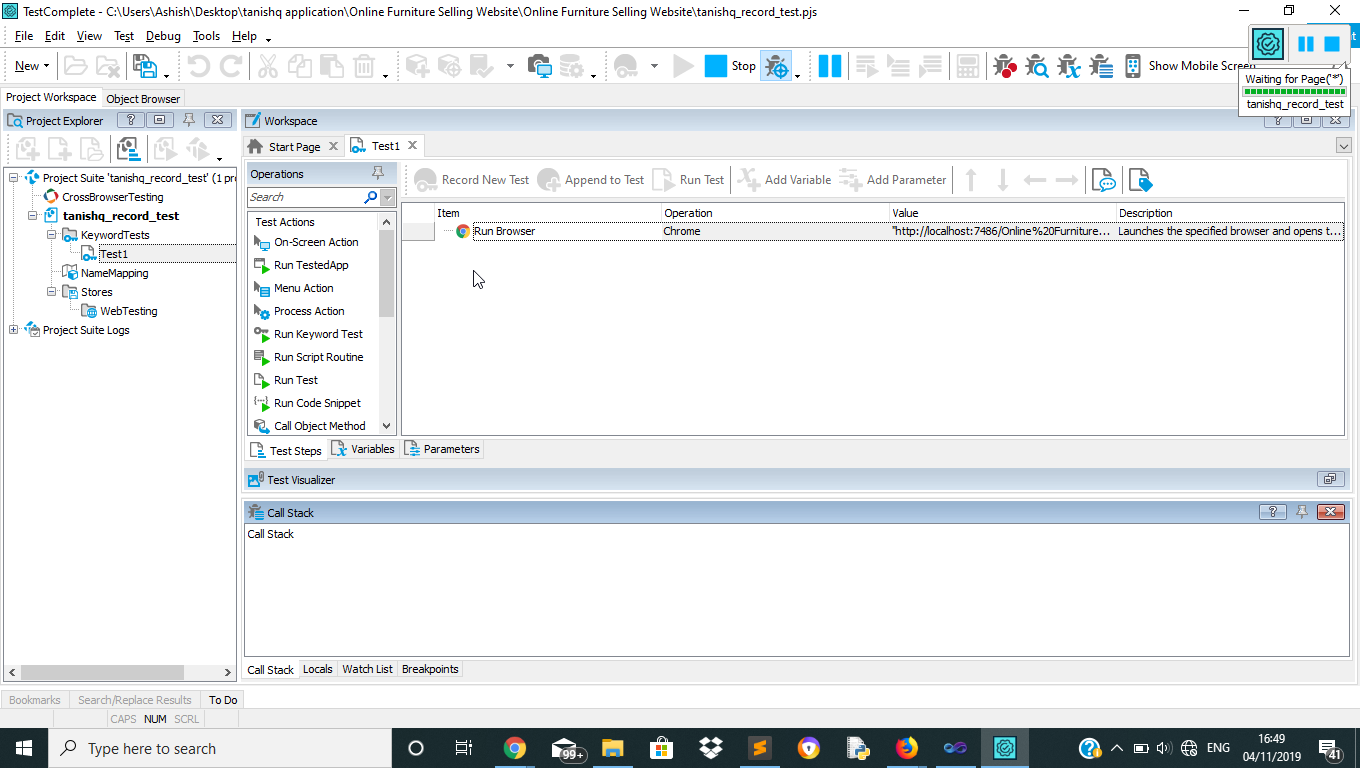 TestComplete - C:\Users\Ashish\Desktop\tanishq application\Online Furniture Selling Website\Online Furniture Selling Website\tanishq_record_test.pjs
File Edit View Test Debug Tools Help
New Stop Show Mobile Screen
Waiting for Page('*')
tanishq_record_test
Project Workspace Object Browser
Project Explorer
Project Suite 'tanishq_record_test' (1 pr
CrossBrowserTesting
tanishq_record_test
KeywordTests
Test1
NameMapping
Stores
WebTesting
Project Suite Logs
Workspace
Start Page Test1
Operations
Search
Test Actions
On-Screen Action
Run TestedApp
Menu Action
Process Action
Run Keyword Test
Run Script Routine
Run Test
Run Code Snippet
Call Object Method
Record New Test Append to Test Run Test Add Variable Add Parameter
Item Operation Value Description
Run Browser Chrome "http://localhost:7486/Online%20Furniture... Launches the specified browser and opens t...
Test Steps Variables Parameters
Test Visualizer
Call Stack
Call Stack
Call Stack Locals Watch List Breakpoints
Bookmarks Search/Replace Results To Do
CAPS NUM SCRL
Type here to search
99+
ENG
16:49
04/11/2019
41